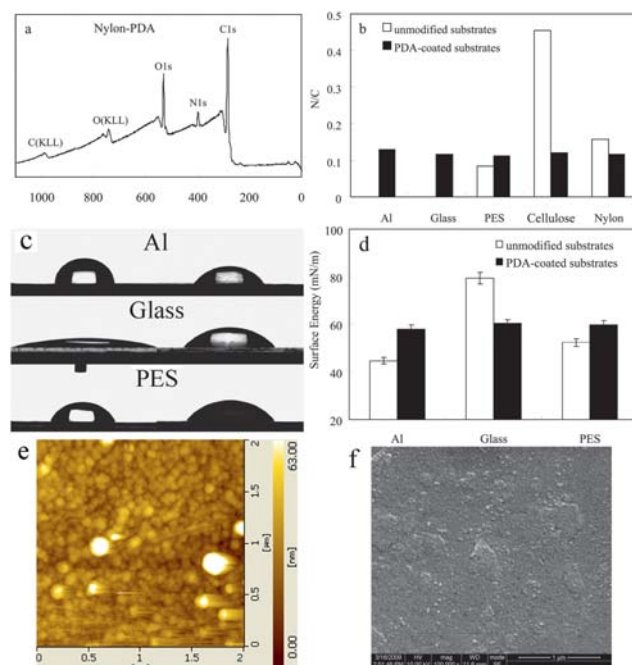 a
Nylon-PDA
C1s
O1s
N1s
O(KLL)
C(KLL)
1000 800 600 400 200 0
b
unmodified substrates
PDA-coated substrates
N/C
0.5
0.4
0.3
0.2
0.1
0
Al Glass PES Cellulose Nylon
c
Al
Glass
PES
d
unmodified substrates
PDA-coated substrates
Surface Energy (mN/m)
100
80
60
40
20
Al Glass PES
e
2
1.5
1
0.5
0
[nm]
63.00
0.00
0 0.5 1.5 2
f
HV mag WD mode
1 µm